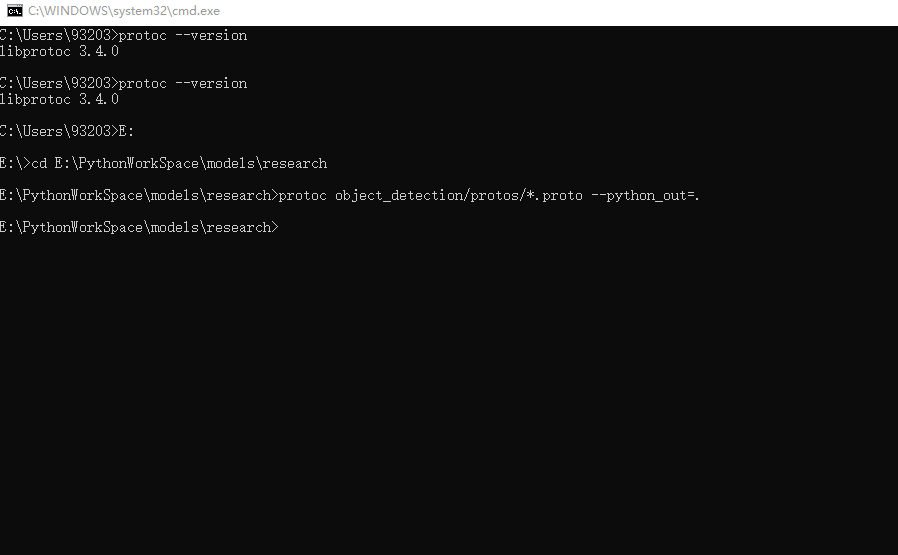 C:\WINDOWS\system32\cmd.exe
C:\Users\93203>protoc --version
libprotoc 3.4.0
C:\Users\93203>protoc --version
libprotoc 3.4.0
C:\Users\93203>E:
E:\>cd E:\PythonWorkSpace\models\research
E:\PythonWorkSpace\models\research>protoc object_detection/protos/*.proto --python_out=.
E:\PythonWorkSpace\models\research>